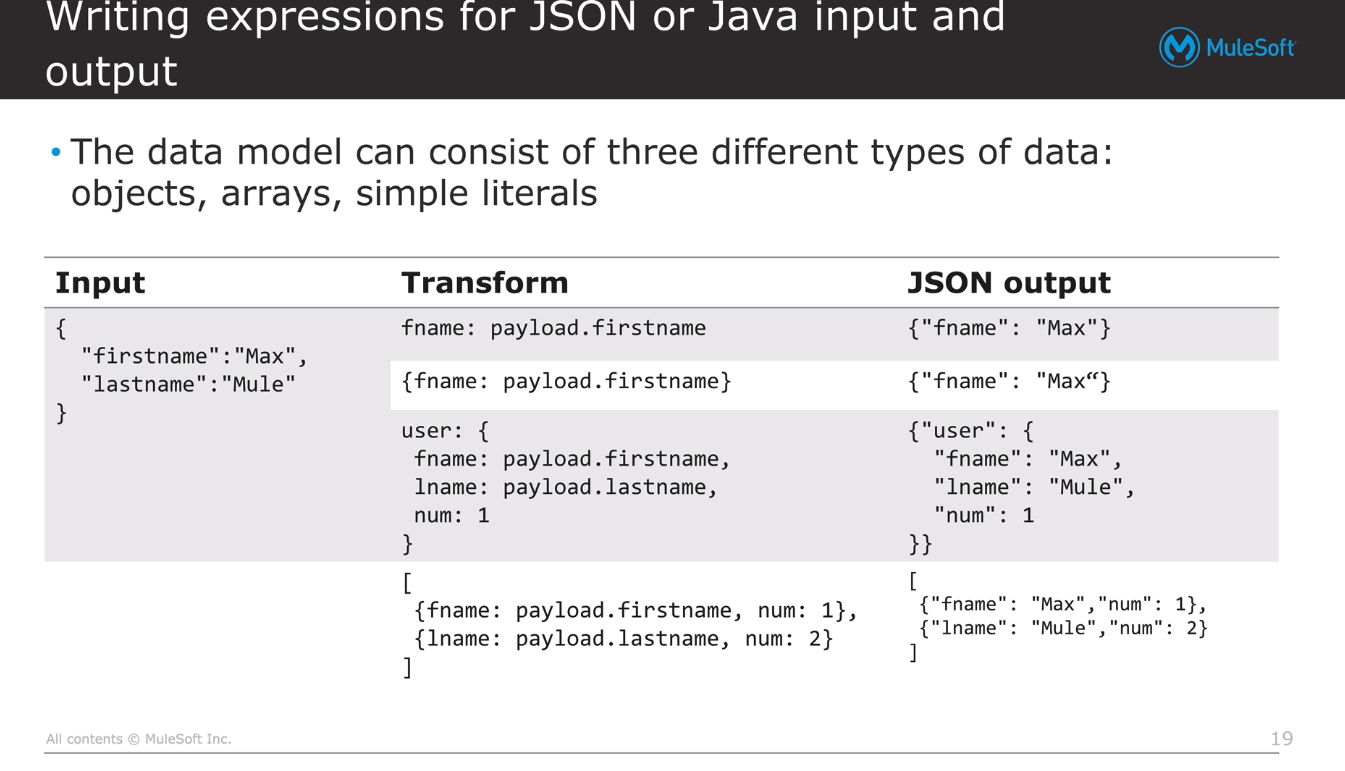 Writing expressions for JSON or Java input and
output
MuleSoft
• The data model can consist of three different types of data:
objects, arrays, simple literals
Input Transform JSON output
{
"firstname":"Max",
"lastname":"Mule"
}
fname: payload.firstname
{"fname": "Max"}
{fname: payload.firstname}
{"fname": "Max“}
user: {
fname: payload.firstname,
lname: payload.lastname,
num: 1
}
{"user": {
"fname": "Max",
"lname": "Mule",
"num": 1
}}
[
{fname: payload.firstname, num: 1},
{lname: payload.lastname, num: 2}
]
[
{"fname": "Max","num": 1},
{"lname": "Mule","num": 2}
]
All contents © MuleSoft Inc.
19